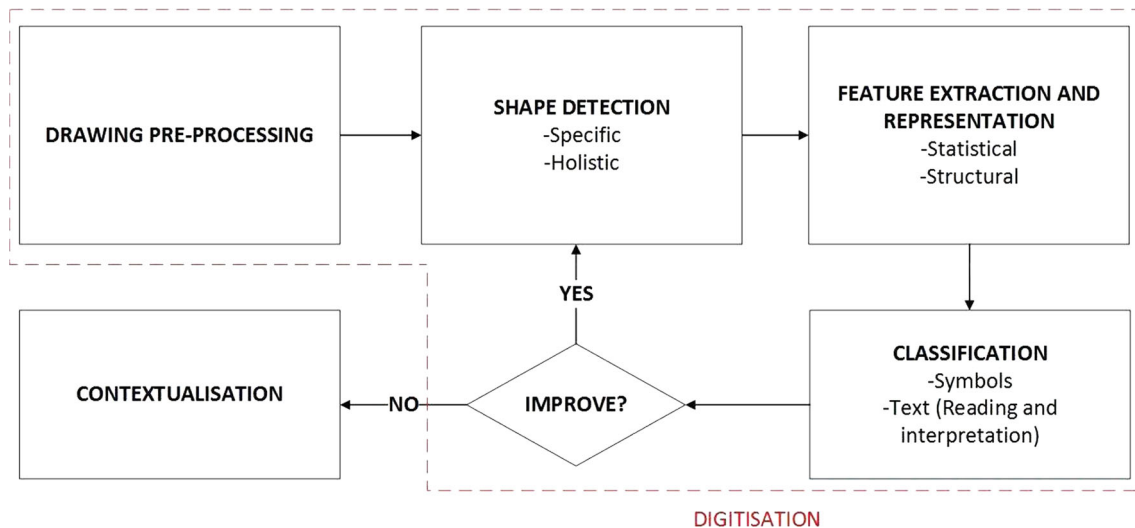 DRAWING PRE-PROCESSING
SHAPE DETECTION
-Specific
-Holistic
FEATURE EXTRACTION AND
REPRESENTATION
-Statistical
-Structural
YES
CONTEXTUALISATION
NO
IMPROVE?
CLASSIFICATION
-Symbols
-Text (Reading and
interpretation)
DIGITISATION